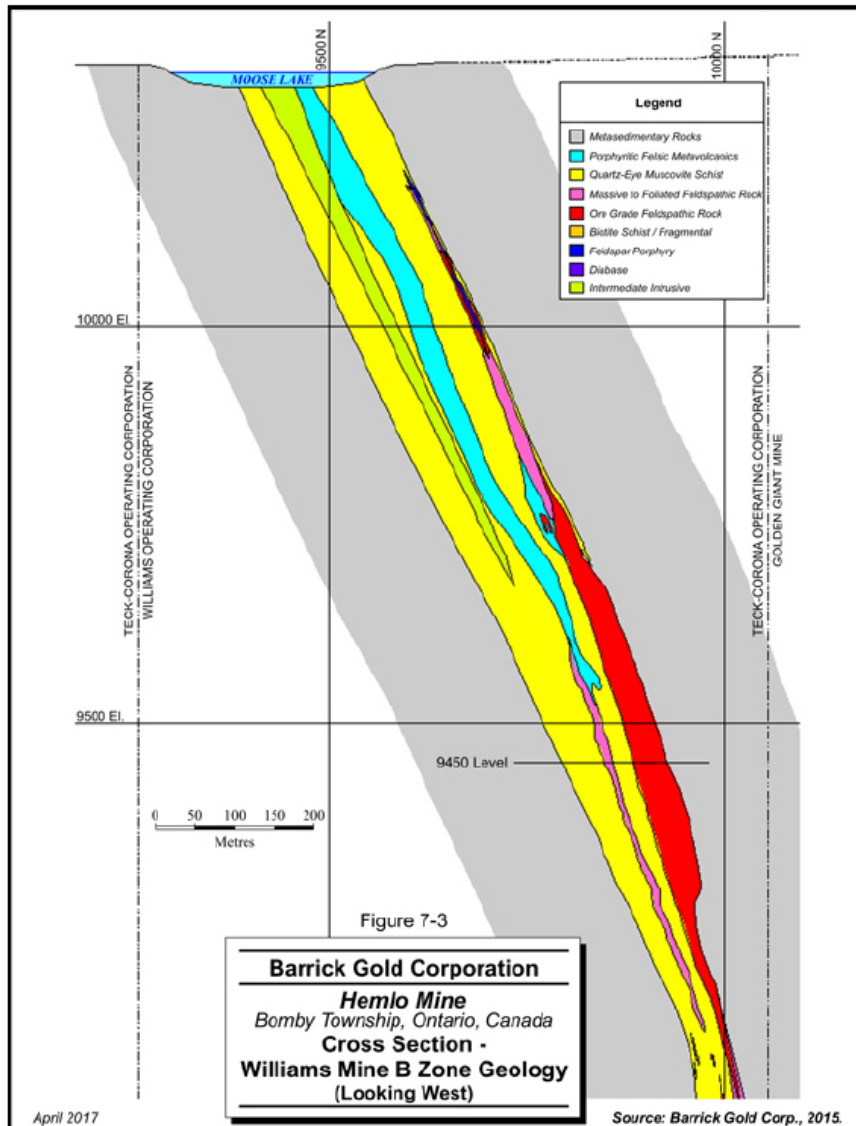 9500 N
10000 N
MOOSE LAKE
Legend
Metasedimentary Rocks
Porphyritic Felsic Metavolcanics
Quartz-Eye Muscovite Schist
Massive to Foliated Feldspathic Rock
Ore Grade Feldspathic Rock
Biotite Schist / Fragmental
Feldspar Porphyry
Diabase
Intermediate Intrusive
10000 El.
TECK-CORONA OPERATING CORPORATION
WILLIAMS OPERATING CORPORATION
TECK-CORONA OPERATING CORPORATION
GOLDEN GIANT MINE
9500 El.
9450 Level
0 50 100 150 200
Metres
Figure 7-3
Barrick Gold Corporation
Hemlo Mine
Bomby Township, Ontario, Canada
Cross Section -
Williams Mine B Zone Geology
(Looking West)
April 2017
Source: Barrick Gold Corp., 2015.